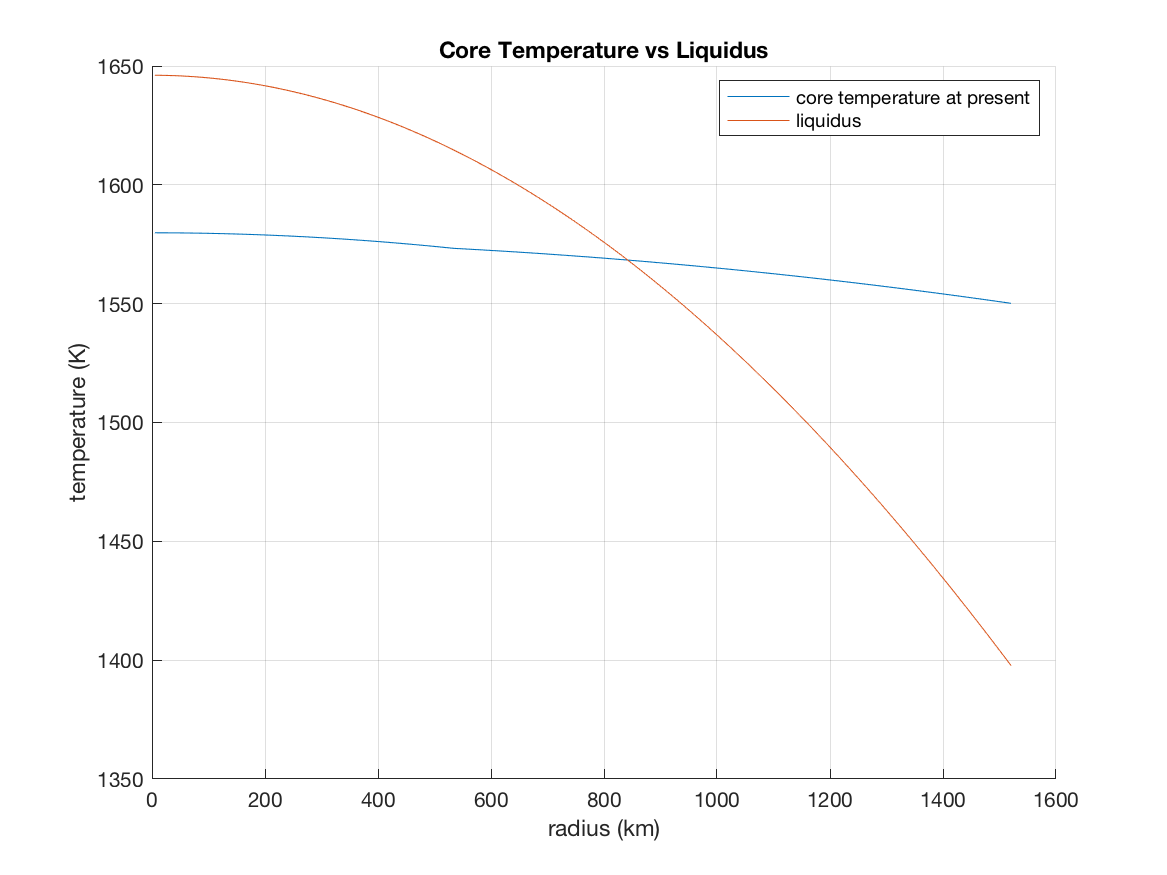 Core Temperature vs Liquidus
core temperature at present
liquidus
temperature (K)
1650
1600
1550
1500
1450
1400
1350
0 200 400 600 800 1000 1200 1400 1600
radius (km)